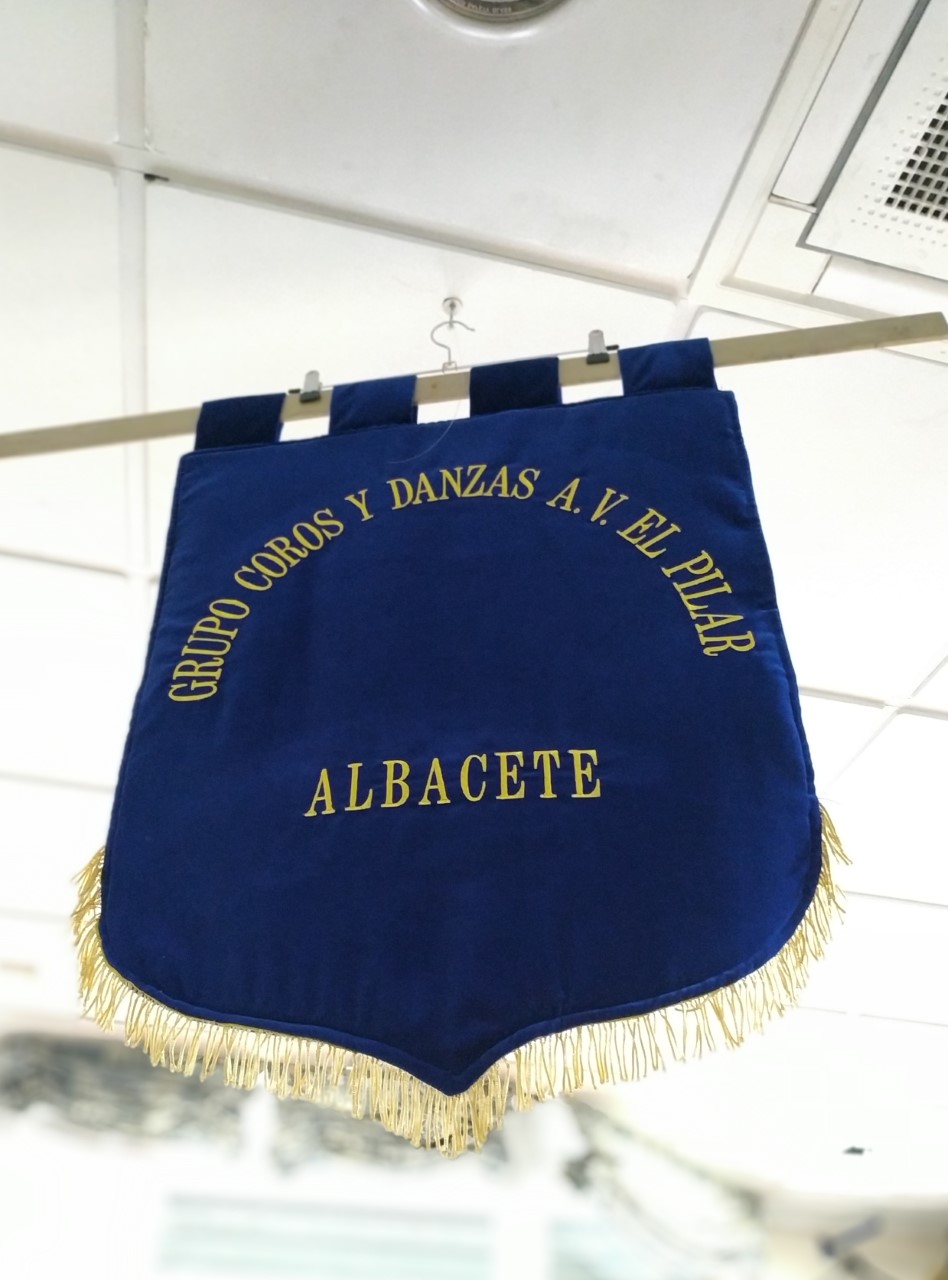 GRUPO COROS Y DANZAS A.V. EL PILAR
ALBACETE